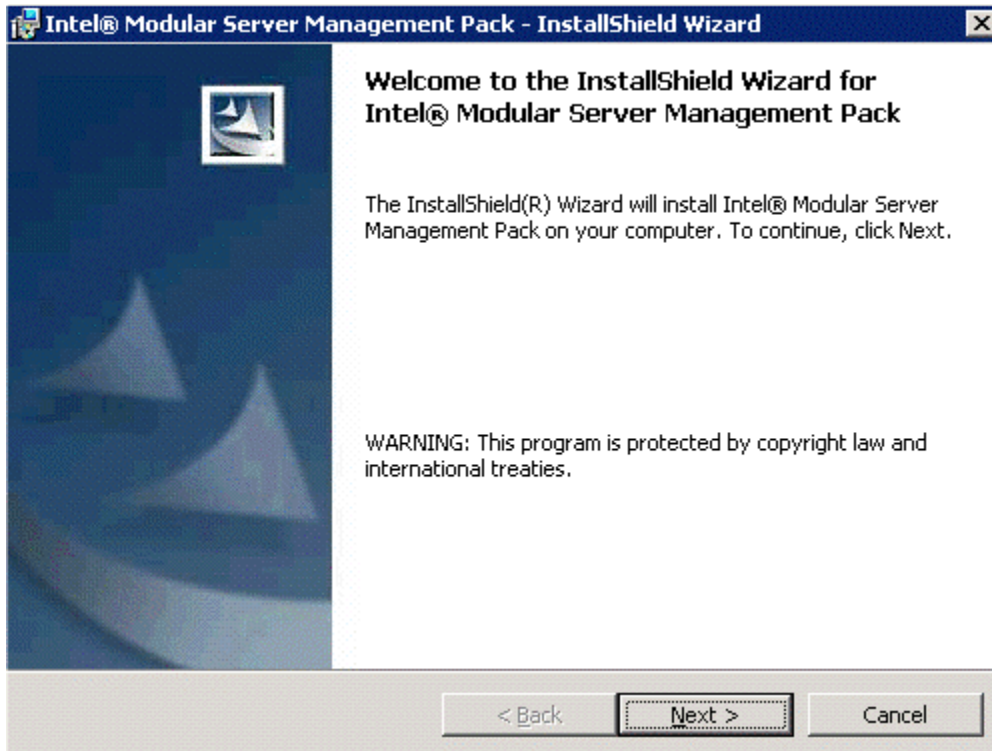 Intel® Modular Server Management Pack - InstallShield Wizard
Welcome to the InstallShield Wizard for
Intel® Modular Server Management Pack
The InstallShield(R) Wizard will install Intel® Modular Server
Management Pack on your computer. To continue, click Next.
WARNING: This program is protected by copyright law and
international treaties.
< Back
Next >
Cancel